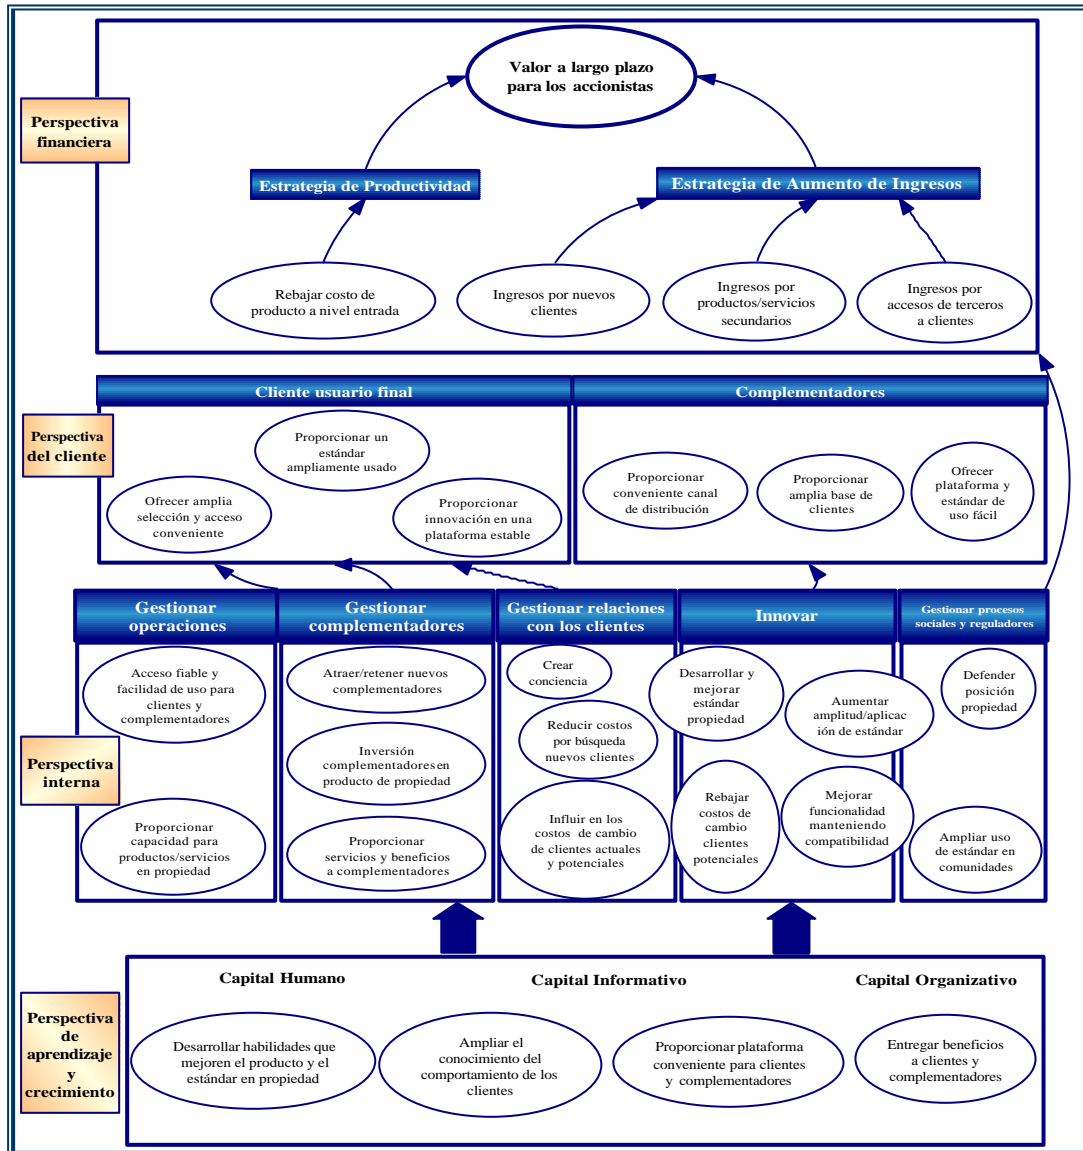 Valor a largo plazo
para los accionistas
Perspectiva
financiera
Estrategia de Productividad
Estrategia de Aumento de Ingresos
Rebajar costo de
producto a nivel entrada
Ingresos por nuevos
clientes
Ingresos por
productos/servicios
secundarios
Ingresos por
accesos de terceros
a clientes
Cliente usuario final
Complementadores
Perspectiva
del cliente
Ofrecer amplia
selección y acceso
conveniente
Proporcionar un
estándar
ampliamente usado
Proporcionar
innovación en una
plataforma estable
Proporcionar
conveniente canal
de distribución
Proporcionar
amplia base de
clientes
Ofrecer
plataforma y
estándar de
uso fácil
Gestionar
operaciones
Gestionar
complementadores
Gestionar relaciones
con los clientes
Innovar
Gestionar procesos
sociales y reguladores
Perspectiva
interna
Acceso fiable y
facilidad de uso para
clientes y
complementadores
Proporcionar
capacidad para
productos/servicios
en propiedad
Atraer/retener nuevos
complementadores
Inversión
complementadores en
producto de propiedad
Proporcionar
servicios y beneficios
a complementadores
Crear
conciencia
Reducir costos
por búsqueda
nuevos clientes
Influir en los
costos de cambio
de clientes actuales
y potenciales
Desarrollar y
mejorar
estándar
propiedad
Aumentar
amplitud/aplicac
ión de estándar
Rebajar
costos de
cambio
clientes
potenciales
Mejorar
funcionalidad
manteniendo
compatibilidad
Defender
posición
propiedad
Ampliar uso
de estándar en
comunidades
Perspectiva
de
aprendizaje
y
crecimiento
Capital Humano
Capital Informativo
Capital Organizativo
Desarrollar habilidades que
mejoren el producto y el
estándar en propiedad
Ampliar el
conocimiento del
comportamiento de los
clientes
Proporcionar plataforma
conveniente para clientes
y complementadores
Entregar beneficios
a clientes y
complementadores